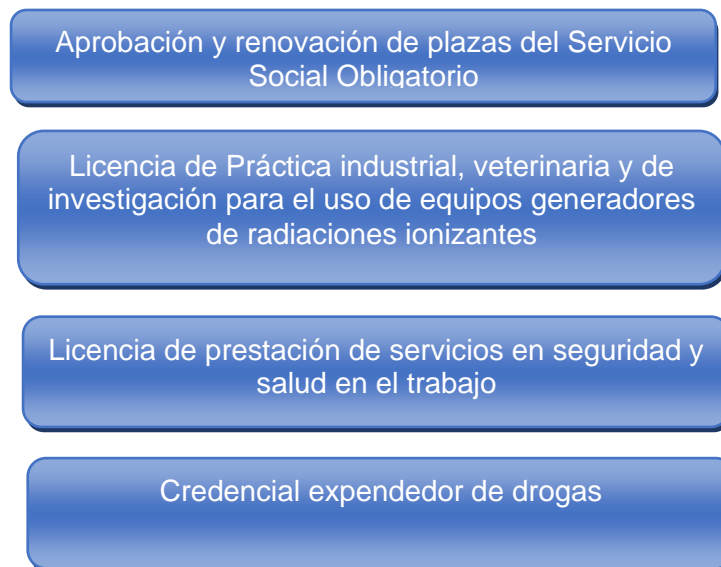 Aprobación y renovación de plazas del Servicio
Social Obligatorio
Licencia de Práctica industrial, veterinaria y de
investigación para el uso de equipos generadores
de radiaciones ionizantes
Licencia de prestación de servicios en seguridad y
salud en el trabajo
Credencial expendedor de drogas